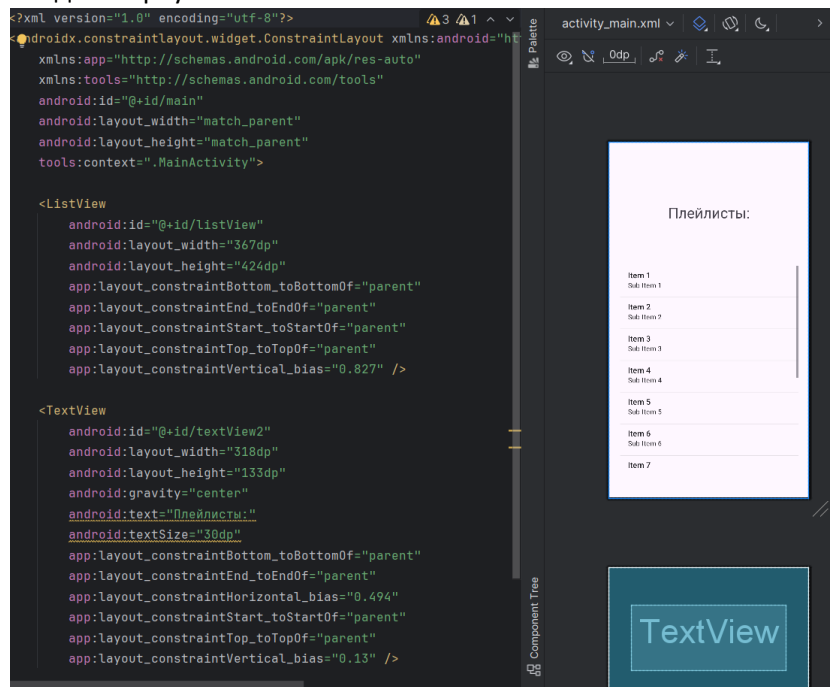 <?xml version="1.0" encoding="utf-8"?>
3 1
<androidx.constraintlayout.widget.ConstraintLayout xmlns:android="ht
xmlns:app="http://schemas.android.com/apk/res-auto"
xmlns:tools="http://schemas.android.com/tools"
android:id="@+id/main"
android:layout_width="match_parent"
android:layout_height="match_parent"
tools:context=".MainActivity">
<ListView
android:id="@+id/listView"
android:layout_width="367dp"
android:layout_height="424dp"
app:layout_constraintBottom_toBottomOf="parent"
app:layout_constraintEnd_toEndOf="parent"
app:layout_constraintStart_toStartOf="parent"
app:layout_constraintTop_toTopOf="parent"
app:layout_constraintVertical_bias="0.827" />
<TextView
android:id="@+id/textView2"
android:layout_width="318dp"
android:layout_height="133dp"
android:gravity="center"
android:text="Плейлисты:"
android:textSize="30dp"
app:layout_constraintBottom_toBottomOf="parent"
app:layout_constraintEnd_toEndOf="parent"
app:layout_constraintHorizontal_bias="0.494"
app:layout_constraintStart_toStartOf="parent"
app:layout_constraintTop_toTopOf="parent"
app:layout_constraintVertical_bias="0.13" />
Palette
Component Tree
activity_main.xml
0dp
Плейлисты:
Item 1
Sub Item 1
Item 2
Sub Item 2
Item 3
Sub Item 3
Item 4
Sub Item 4
Item 5
Sub Item 5
Item 6
Sub Item 6
Item 7
TextView